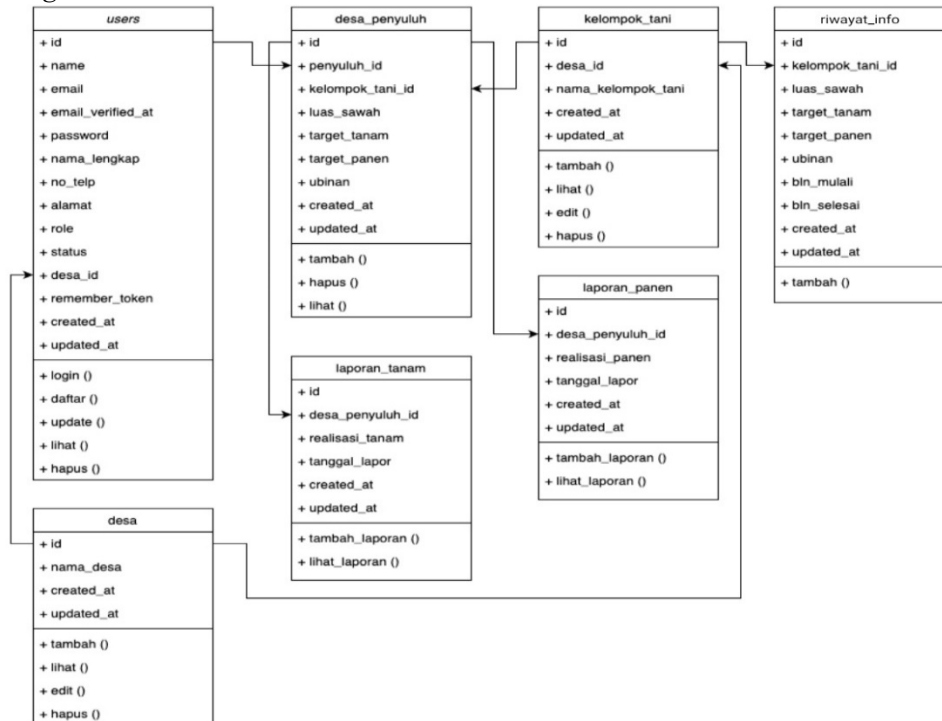 users
+ id
+ name
+ email
+ email_verified_at
+ password
+ nama_lengkap
+ no_telp
+ alamat
+ role
+ status
+ desa_id
+ remember_token
+ created_at
+ updated_at
+ login ()
+ daftar ()
+ update ()
+ lihat ()
+ hapus ()
desa_penyuluh
+ id
+ penyuluh_id
+ kelompok_tani_id
+ luas_sawah
+ target_tanam
+ target_panen
+ ubinan
+ created_at
+ updated_at
+ tambah ()
+ hapus ()
+ lihat ()
kelompok_tani
+ id
+ desa_id
+ nama_kelompok_tani
+ created_at
+ updated_at
+ tambah ()
+ lihat ()
+ edit ()
+ hapus ()
riwayat_info
+ id
+ kelompok_tani_id
+ luas_sawah
+ target_tanam
+ target_panen
+ ubinan
+ bln_mulali
+ bln_selesai
+ created_at
+ updated_at
+ tambah ()
laporan_tanam
+ id
+ desa_penyuluh_id
+ realisasi_tanam
+ tanggal_lapor
+ created_at
+ updated_at
+ tambah_laporan ()
+ lihat_laporan ()
laporan_panen
+ id
+ desa_penyuluh_id
+ realisasi_panen
+ tanggal_lapor
+ created_at
+ updated_at
+ tambah_laporan ()
+ lihat_laporan ()
desa
+ id
+ nama_desa
+ created_at
+ updated_at
+ tambah ()
+ lihat ()
+ edit ()
+ hapus ()